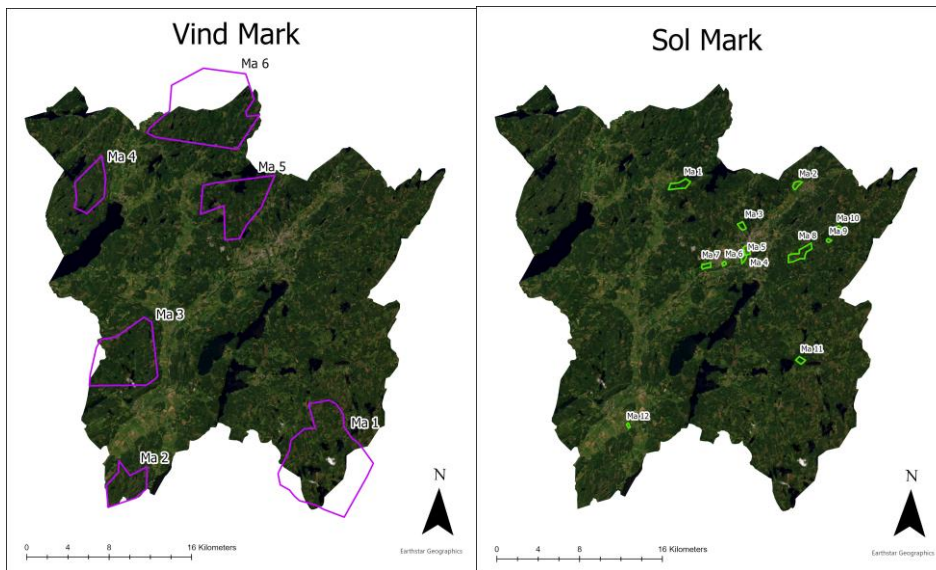 Vind Mark
Ma 6
Ma 4
Ma 5
Ma 3
Ma 1
Ma 2
N
0 4 8 16 Kilometers
Earthstar Geographics
Sol Mark
Ma 1
Ma 2
Ma 3
Ma 10
Ma 9
Ma 8
Ma 5
Ma 7
Ma 6
Ma 4
Ma 11
Ma 12
N
0 4 8 16 Kilometers
Earthstar Geographics